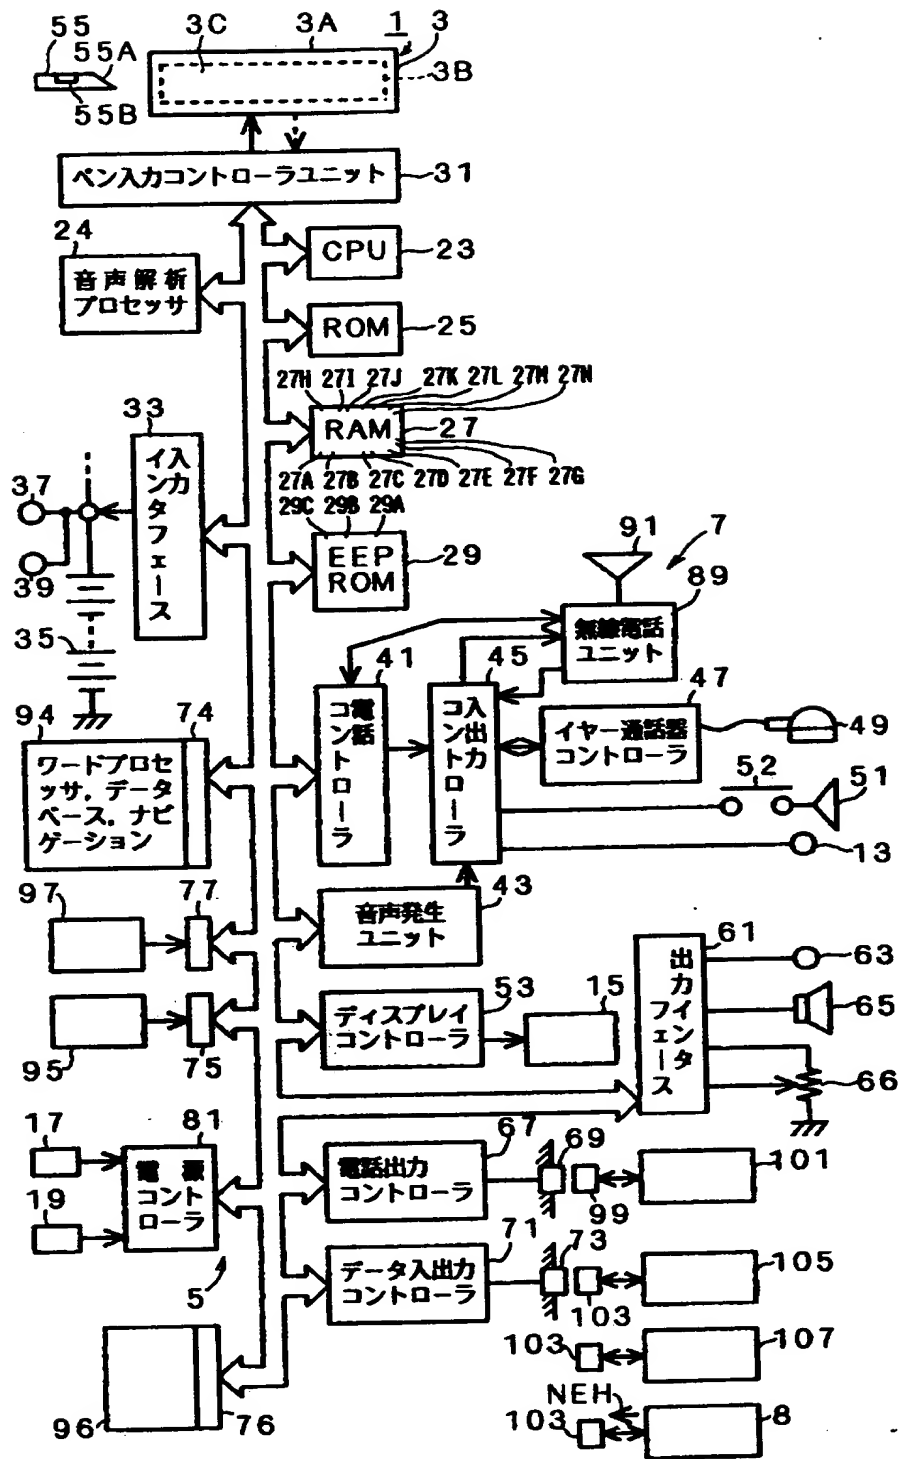 55
55A
55B
3C
3A
1
3
3B
ペン入力コントローラユニット
31
24
音声解析
プロセッサ
CPU
23
ROM
25
27H 27I 27J 27K 27L 27M 27N
RAM
27
27A 27B 27C 27D 27E 27F 27G
29C 29B 29A
EEP
ROM
29
33
入力
インタフェース
37
39
35
91
7
89
無線電話
ユニット
41
電話
コントローラ
45
入出力
コントローラ
47
イヤー通話器
コントローラ
49
52
51
13
94
74
ワードプロセ
ッサ,データ
ベース,ナビ
ゲーション
43
音声発生
ユニット
97
77
95
75
53
ディスプレイ
コントローラ
15
61
出力
インタ
フェース
63
65
66
17
19
81
電源
コント
ローラ
5
67
電話出力
コントローラ
69
99
101
71
データ入出力
コントローラ
73
103
105
103
107
NEH
103
8
96
76